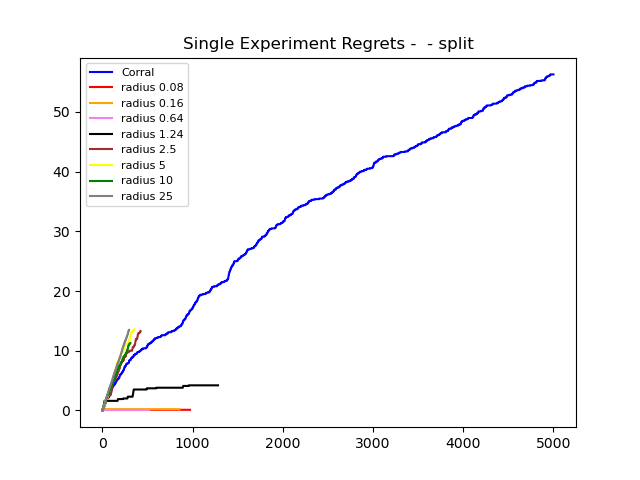 Single Experiment Regrets -  - split
Corral
radius 0.08
radius 0.16
radius 0.64
radius 1.24
radius 2.5
radius 5
radius 10
radius 25
50
40
30
20
10
0
0 1000 2000 3000 4000 5000